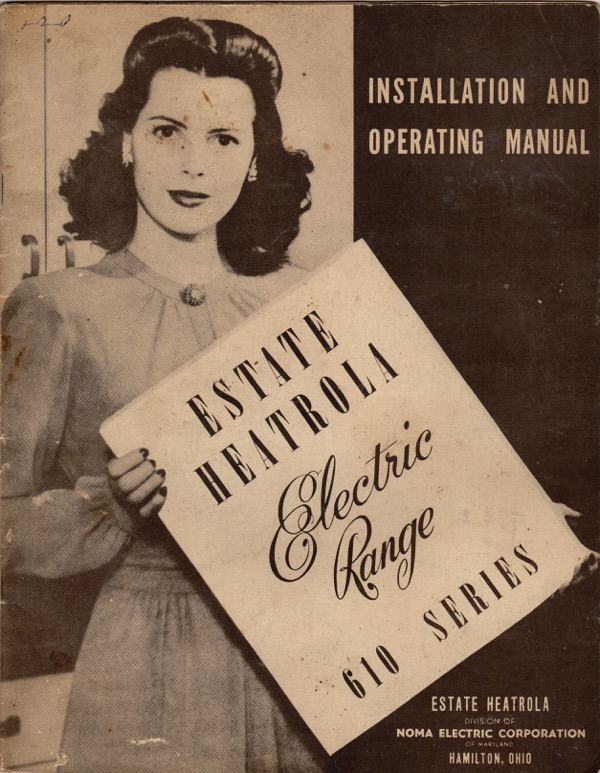 INSTALLATION AND
OPERATING MANUAL
ESTATE
HEATROLA
Electric
Range
610 SERIES
ESTATE HEATROLA
DIVISION OF
NOMA ELECTRIC CORPORATION
OF MARYLAND
HAMILTON, OHIO